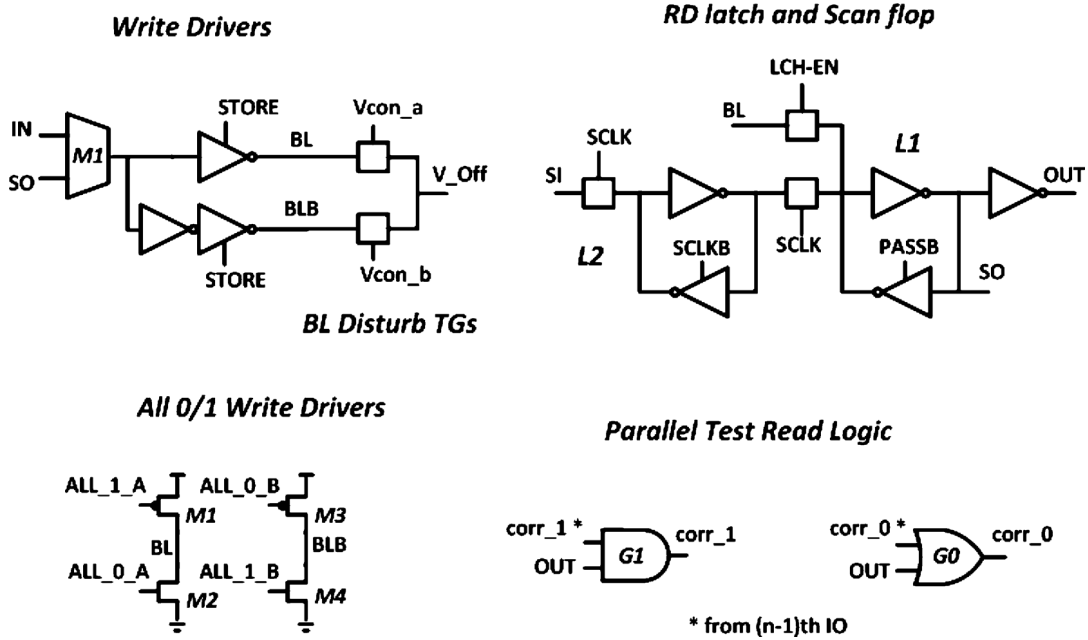 Write Drivers
RD latch and Scan flop
IN
SO
M1
STORE
BL
Vcon_a
V_Off
BLB
STORE
Vcon_b
BL Disturb TGs
LCH-EN
BL
SCLK
SI
L1
OUT
L2
SCLKB
SCLK
PASSB
SO
All 0/1 Write Drivers
ALL_1_A
M1
BL
ALL_0_A
M2
ALL_0_B
M3
BLB
ALL_1_B
M4
Parallel Test Read Logic
corr_1 *
OUT
G1
corr_1
corr_0 *
OUT
G0
corr_0
* from (n-1)th IO